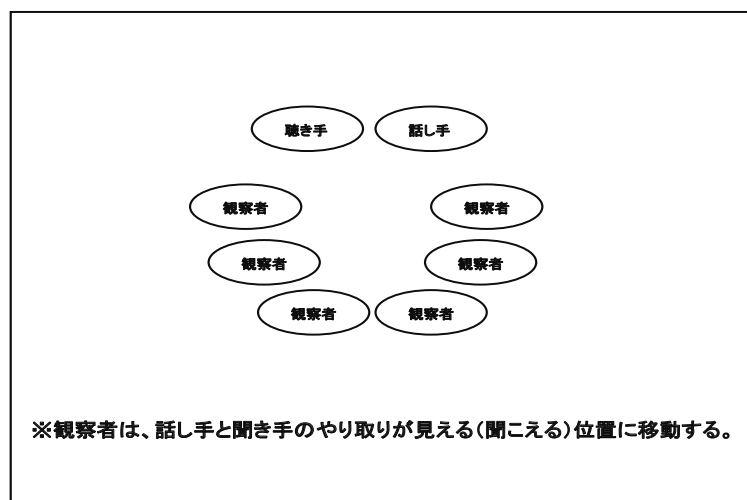 聴き手 話し手
観察者 観察者
観察者 観察者
観察者 観察者
※観察者は、話し手と聞き手のやり取りが見える(聞こえる)位置に移動する。